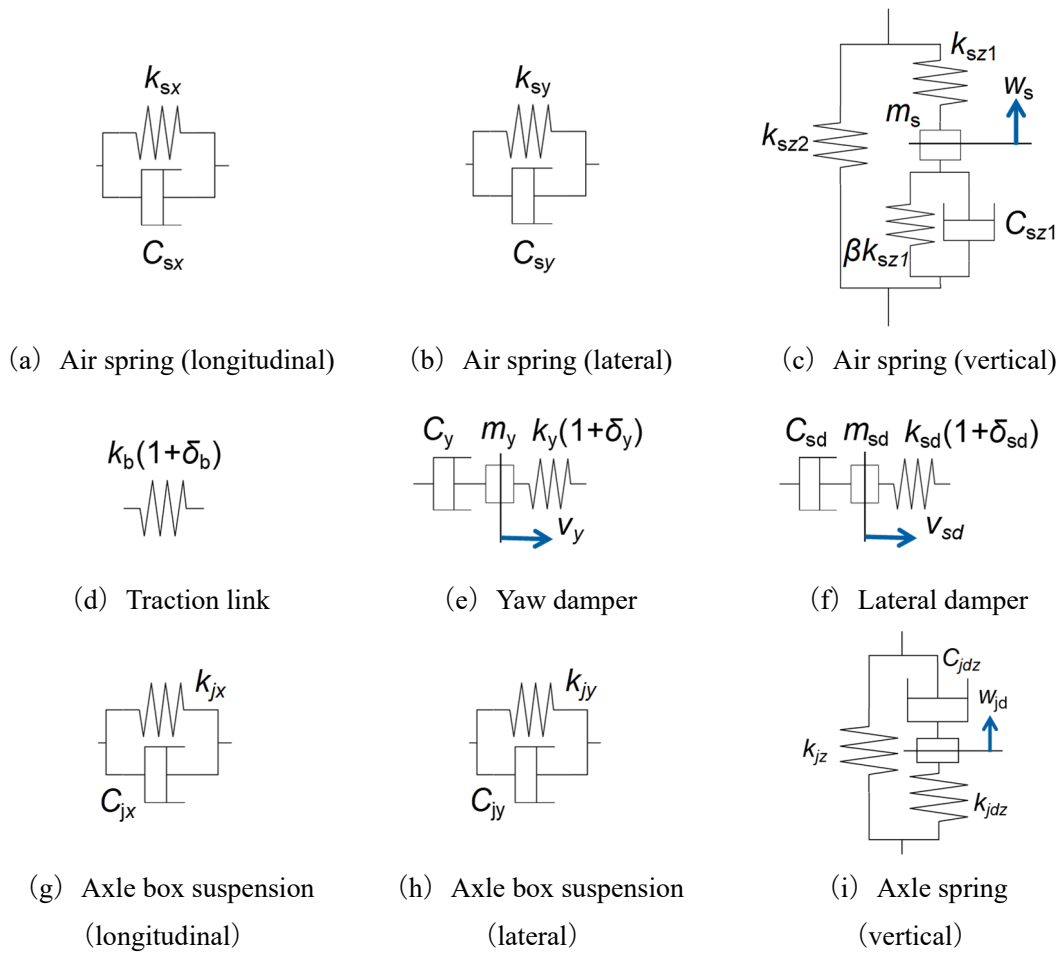 k_sx
C_sx
(a) Air spring (longitudinal)
k_sy
C_sy
(b) Air spring (lateral)
k_sz1
w_s
m_s
k_sz2
C_sz1
βk_sz1
(c) Air spring (vertical)
k_b(1+δ_b)
(d) Traction link
C_y m_y k_y(1+δ_y)
v_y
(e) Yaw damper
C_sd m_sd k_sd(1+δ_sd)
v_sd
(f) Lateral damper
k_jx
C_jx
(g) Axle box suspension
(longitudinal)
k_jy
C_jy
(h) Axle box suspension
(lateral)
C_jdz
w_jd
k_jz
k_jdz
(i) Axle spring
(vertical)